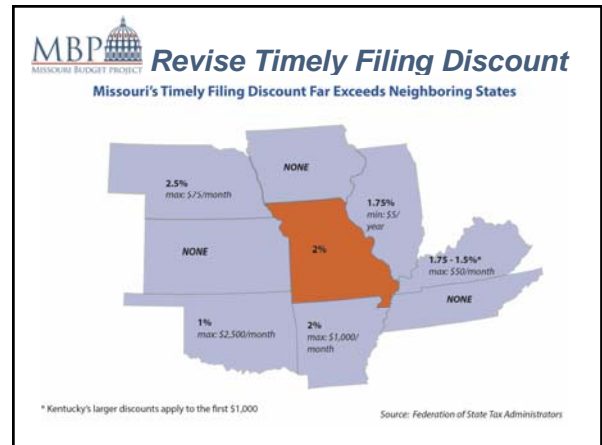 MBP
MISSOURI BUDGET PROJECT
Revise Timely Filing Discount
Missouri's Timely Filing Discount Far Exceeds Neighboring States
NONE
2.5%
max: $75/month
1.75%
min: $5/
year
NONE
2%
1.75 - 1.5%*
max: $50/month
NONE
1%
max: $2,500/month
2%
max: $1,000/
month
* Kentucky's larger discounts apply to the first $1,000
Source: Federation of State Tax Administrators